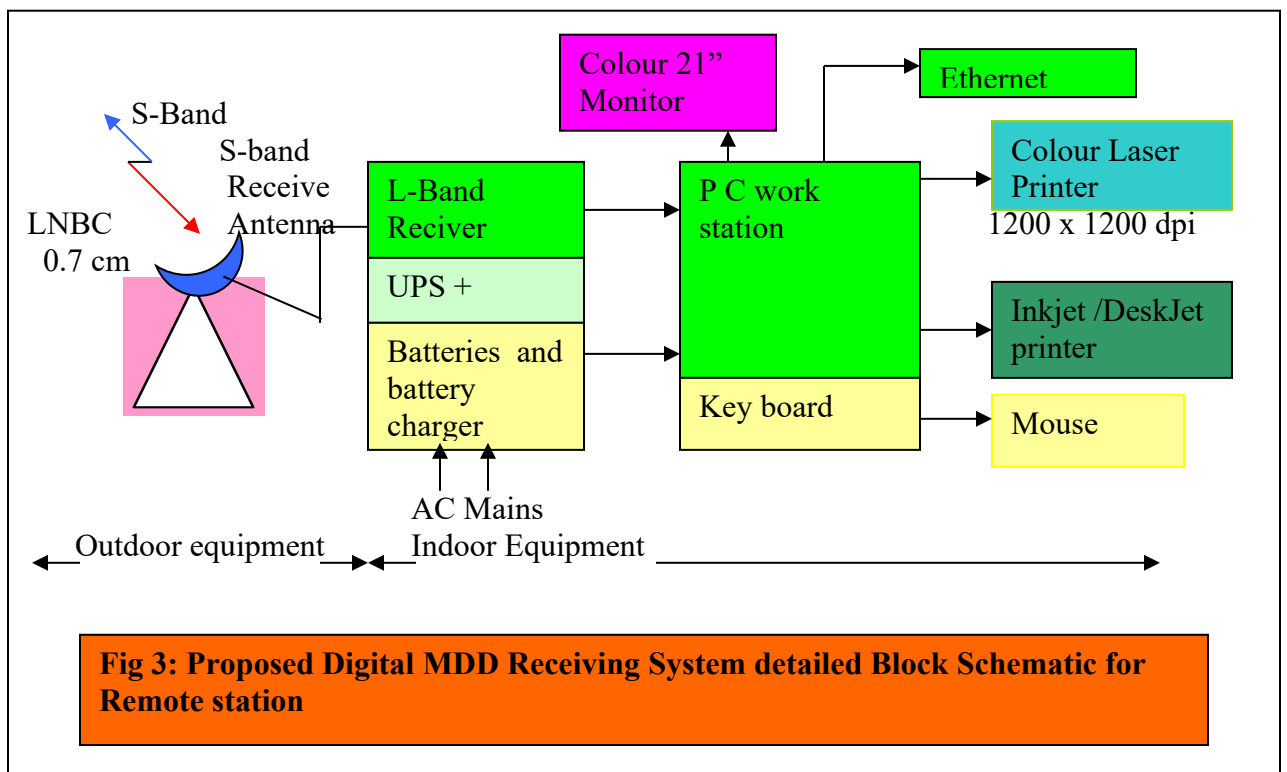 Colour 21”
Monitor
Ethernet
S-Band
S-band
Receive
Antenna
LNBC
0.7 cm
L-Band
Reciver
UPS +
Batteries and
battery
charger
P C work
station
Key board
Colour Laser
Printer
1200 x 1200 dpi
Inkjet /DeskJet
printer
Mouse
AC Mains
Outdoor equipment
Indoor Equipment
Fig 3: Proposed Digital MDD Receiving System detailed Block Schematic for
Remote station